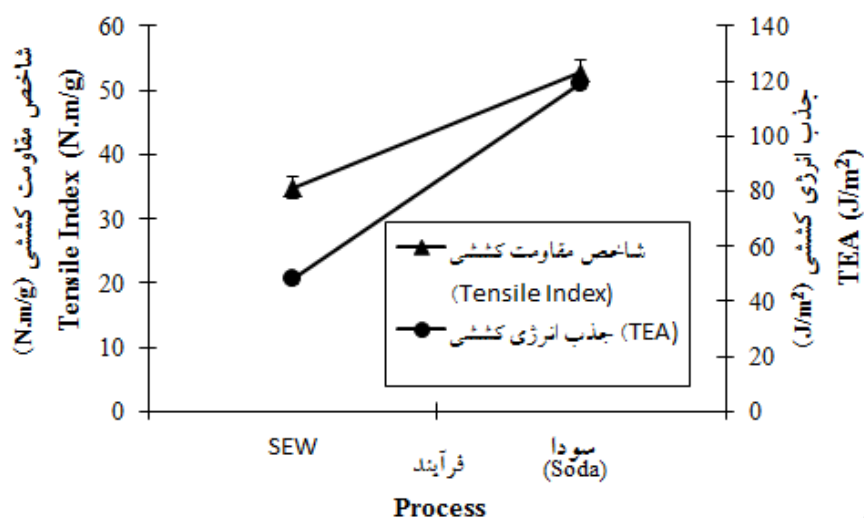 شاخص مقاومت کششی (N.m/g)
Tensile Index (N.m/g)
60
50
40
30
20
10
0
140
120
100
80
60
40
20
0
جذب انرژی کششی (J/m²)
TEA (J/m²)
شاخص مقاومت کششی
(Tensile Index)
جذب انرژی کششی (TEA)
SEW
فرآیند
سودا
(Soda)
Process